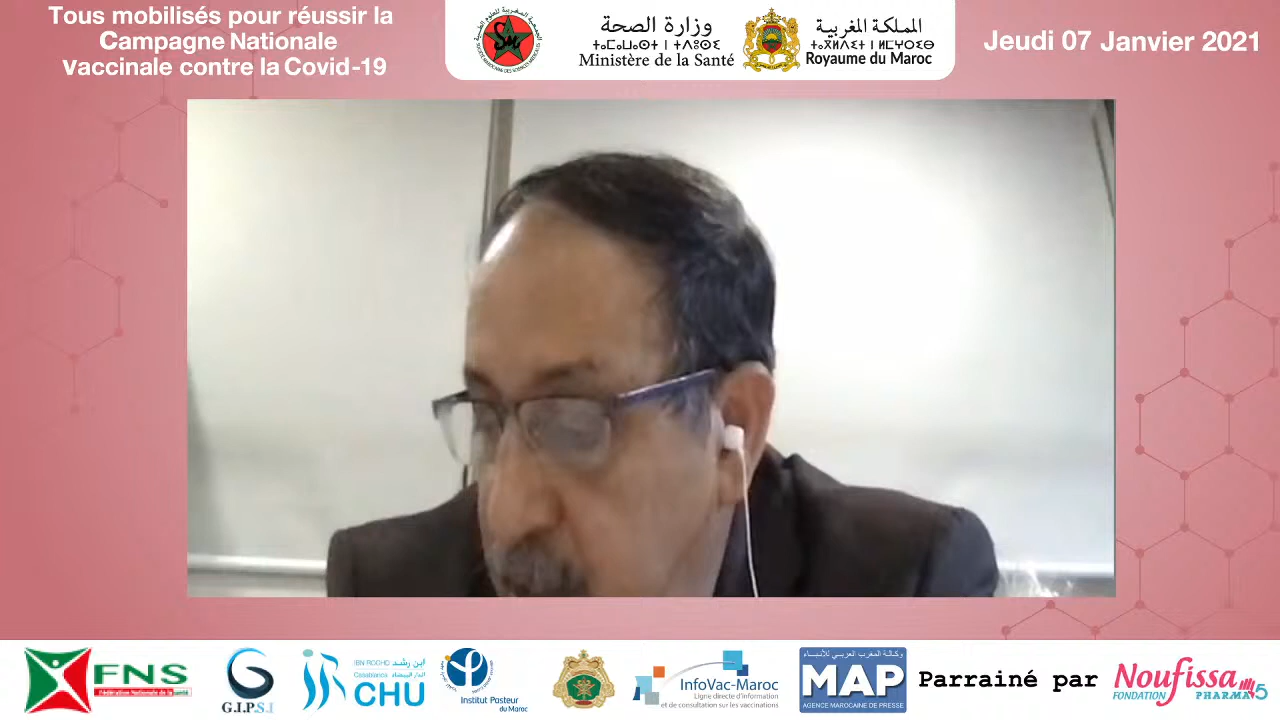 Tous mobilisés pour réussir la
Campagne Nationale
vaccinale contre la Covid-19
وزارة الصحة
ⵜⴰⵎⴰⵡⴰⵙⵜ ⵏ ⵜⴷⵓⵙⵉ
Ministère de la Santé
المملكة المغربية
ⵜⴰⴳⵍⴷⵉⵜ ⵏ ⵍⵎⵖⵔⵉⴱ
Royaume du Maroc
Jeudi 07 Janvier 2021
FNS
Fédération Nationale de la santé
G.I.P.S.I
IBN ROCHD ابن رشد
Casablanca الدار البيضاء
CHU
Institut Pasteur
du Maroc
InfoVac-Maroc
Ligne directe d'information
et de consultation sur les vaccinations
وكالة المغرب العربي للأنباء
MAP
AGENCE MAROCAINE DE PRESSE
Parrainé par
Noufissa
FONDATION PHARMA 5